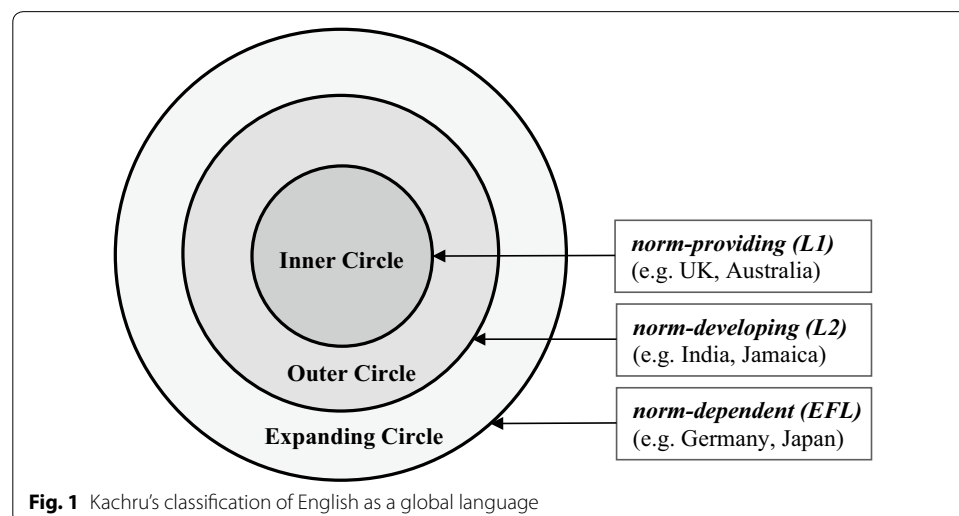 Inner Circle
Outer Circle
Expanding Circle
norm-providing (L1)
(e.g. UK, Australia)
norm-developing (L2)
(e.g. India, Jamaica)
norm-dependent (EFL)
(e.g. Germany, Japan)
Fig. 1 Kachru’s classification of English as a global language